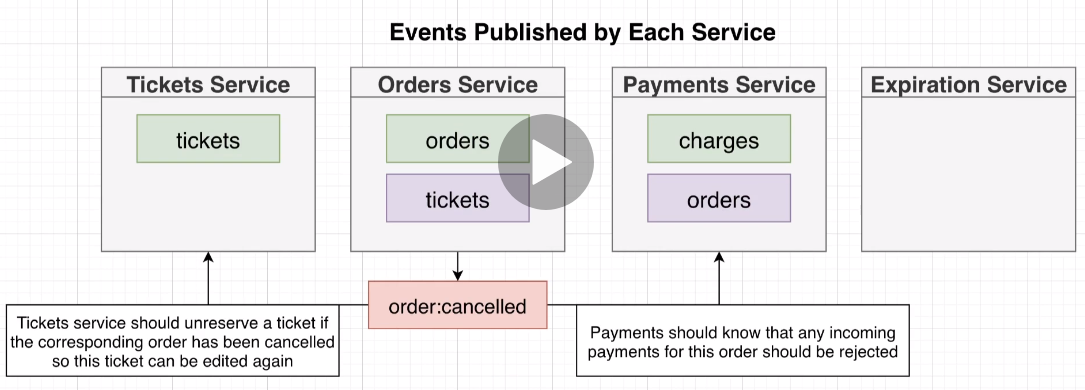 Events Published by Each Service
Tickets Service
tickets
Orders Service
orders
tickets
Payments Service
charges
orders
Expiration Service
order:cancelled
Tickets service should unreserve a ticket if
the corresponding order has been cancelled
so this ticket can be edited again
Payments should know that any incoming
payments for this order should be rejected